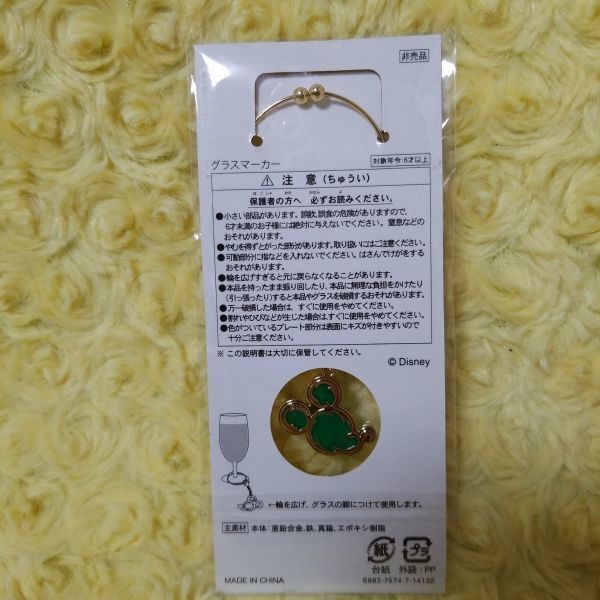 非売品
グラスマーカー
対象年令:6才以上
⚠ 注意(ちゅうい)
保護者の方へ 必ずお読みください。
●小さい部品があります。誤飲、誤食の危険がありますので、
6才未満のお子様には絶対に与えないでください。窒息などの
おそれがあります。
●やむを得ずとがった部分があります。取り扱いにはご注意ください。
●可動部分に指などを入れないでください。はさんでけがをする
おそれがあります。
●輪を広げすぎると元に戻らなくなることがあります。
●本品を持ったまま振り回したり、本品に無理な負担をかけたり
(引っ張ったり)すると本品やグラスを破損するおそれがあります。
●万一破損した場合は、すぐに使用をやめてください。
●割れやひびなどが生じた場合はすぐに使用をやめてください。
●色がついているプレート部分は表面にキズが付きやすいので
十分ご注意ください。
※ この説明書は大切に保管してください。
© Disney
←輪を広げ、グラスの脚につけて使用します。
主素材 本体:亜鉛合金、鉄、真鍮、エポキシ樹脂
紙 プラ
台紙 外袋:PP
MADE IN CHINA
S982-7574-7-14130